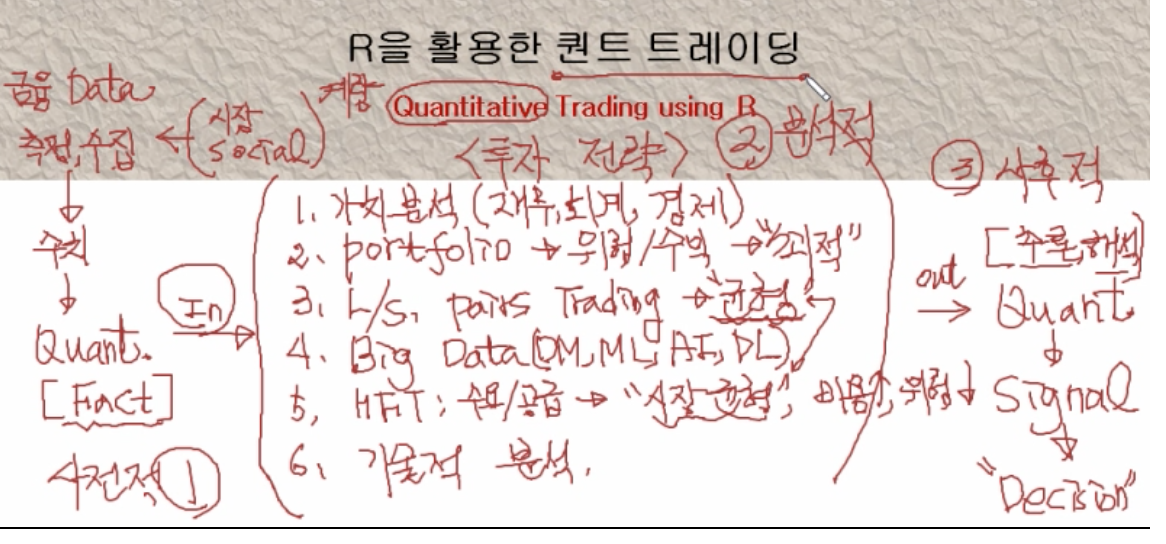 R을 활용한 퀀트 트레이딩
금융 Data
계량
Quantitative Trading using R
측정, 수집 ← (시장 Social)
<투자 전략>
② 분석적
수치
Quant.
[Fact]
사전적 ①
In
1. 가치분석 (재무, 회계, 경제)
2. portfolio → 위험/수익 → "최적"
3. L/S, pairs Trading → "균형"
4. Big Data(DM, ML, AI, DL)
5. HFT: 수요/공급 → "시장균형", 비용↑, 위험↓
6. 기술적 분석.
out
③ 사후적
[추론, 해석]
Quant.
Signal
"Decision"